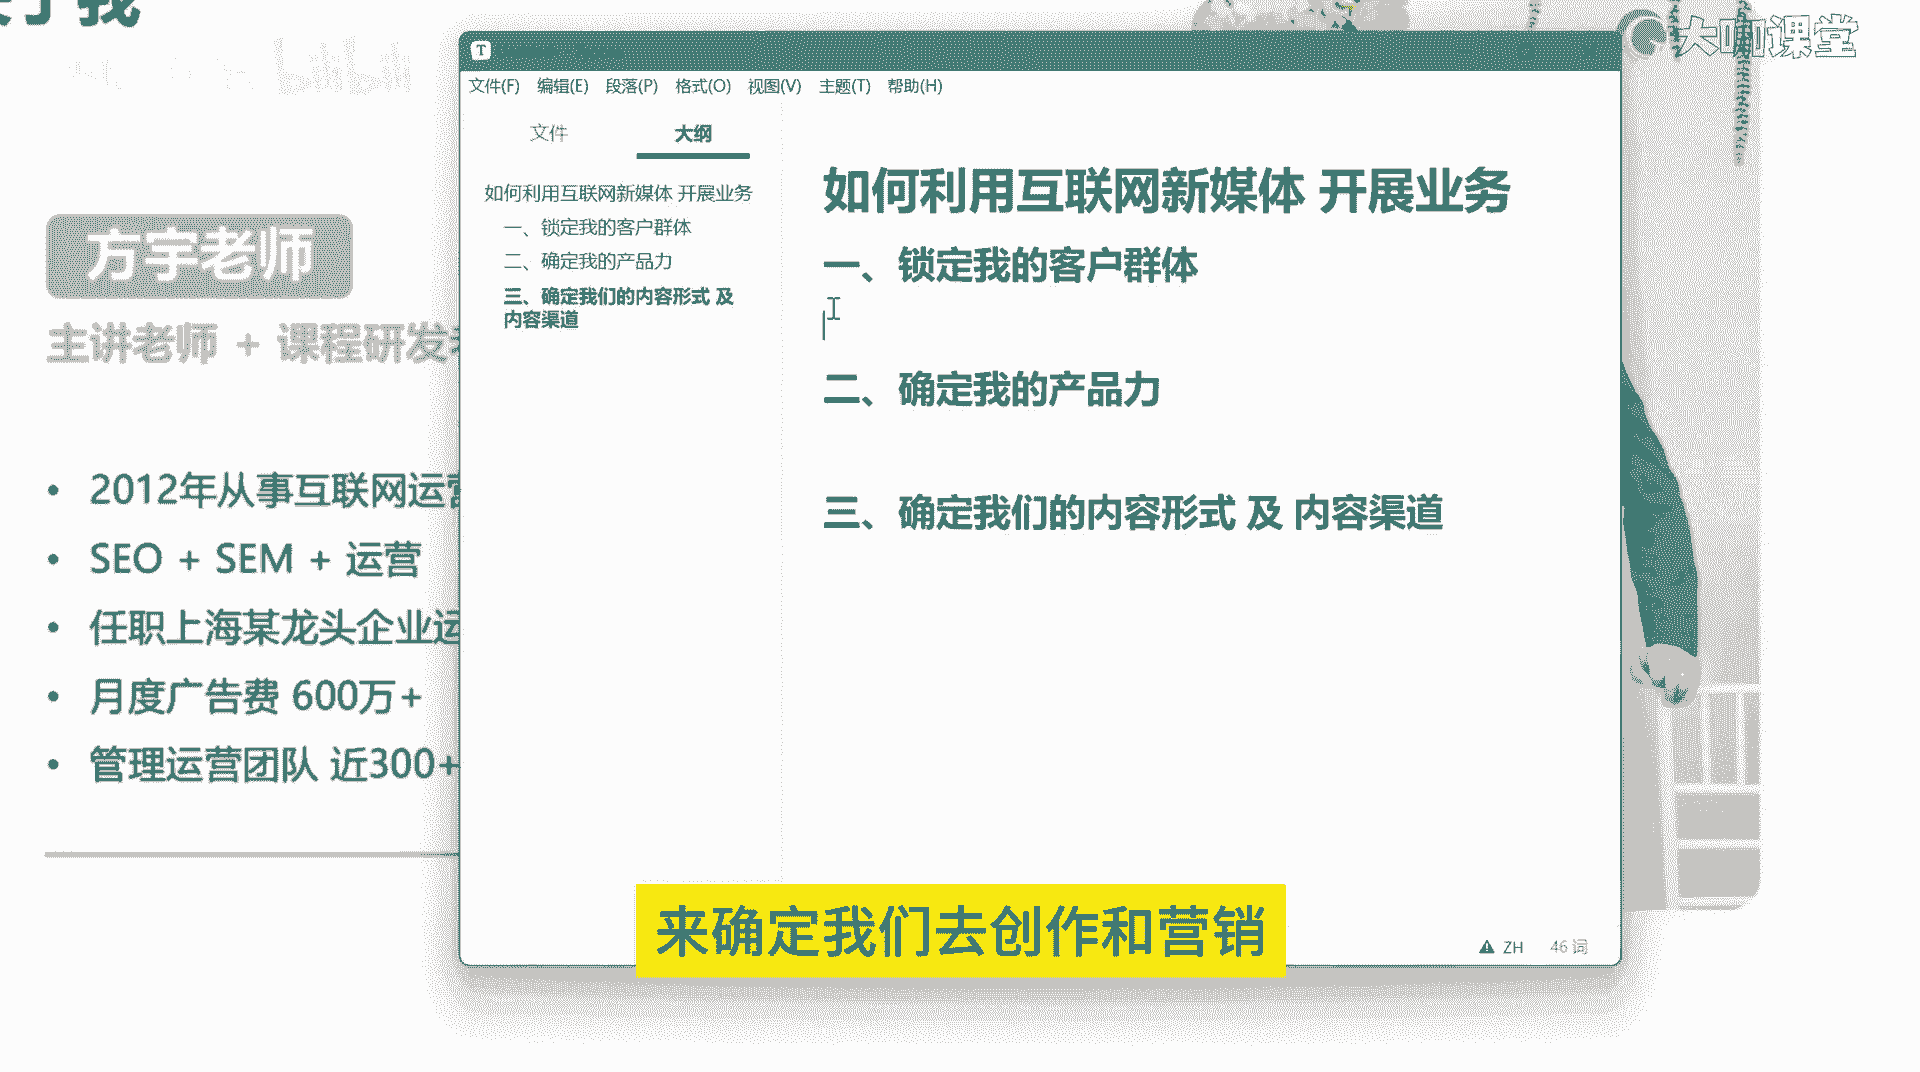 了我
bilibili
大咖课堂
方宇老师
主讲老师 + 课程研发
• 2012年从事互联网运营
• SEO + SEM + 运营
• 任职上海某龙头企业运
• 月度广告费 600万+
• 管理运营团队 近300+
T
文件(F) 编辑(E) 段落(P) 格式(O) 视图(V) 主题(T) 帮助(H)
文件 大纲
如何利用互联网新媒体 开展业务
一、锁定我的客户群体
二、确定我的产品力
三、确定我们的内容形式 及
内容渠道
如何利用互联网新媒体 开展业务
一、锁定我的客户群体
二、确定我的产品力
三、确定我们的内容形式 及 内容渠道
ZH 46 词
来确定我们去创作和营销